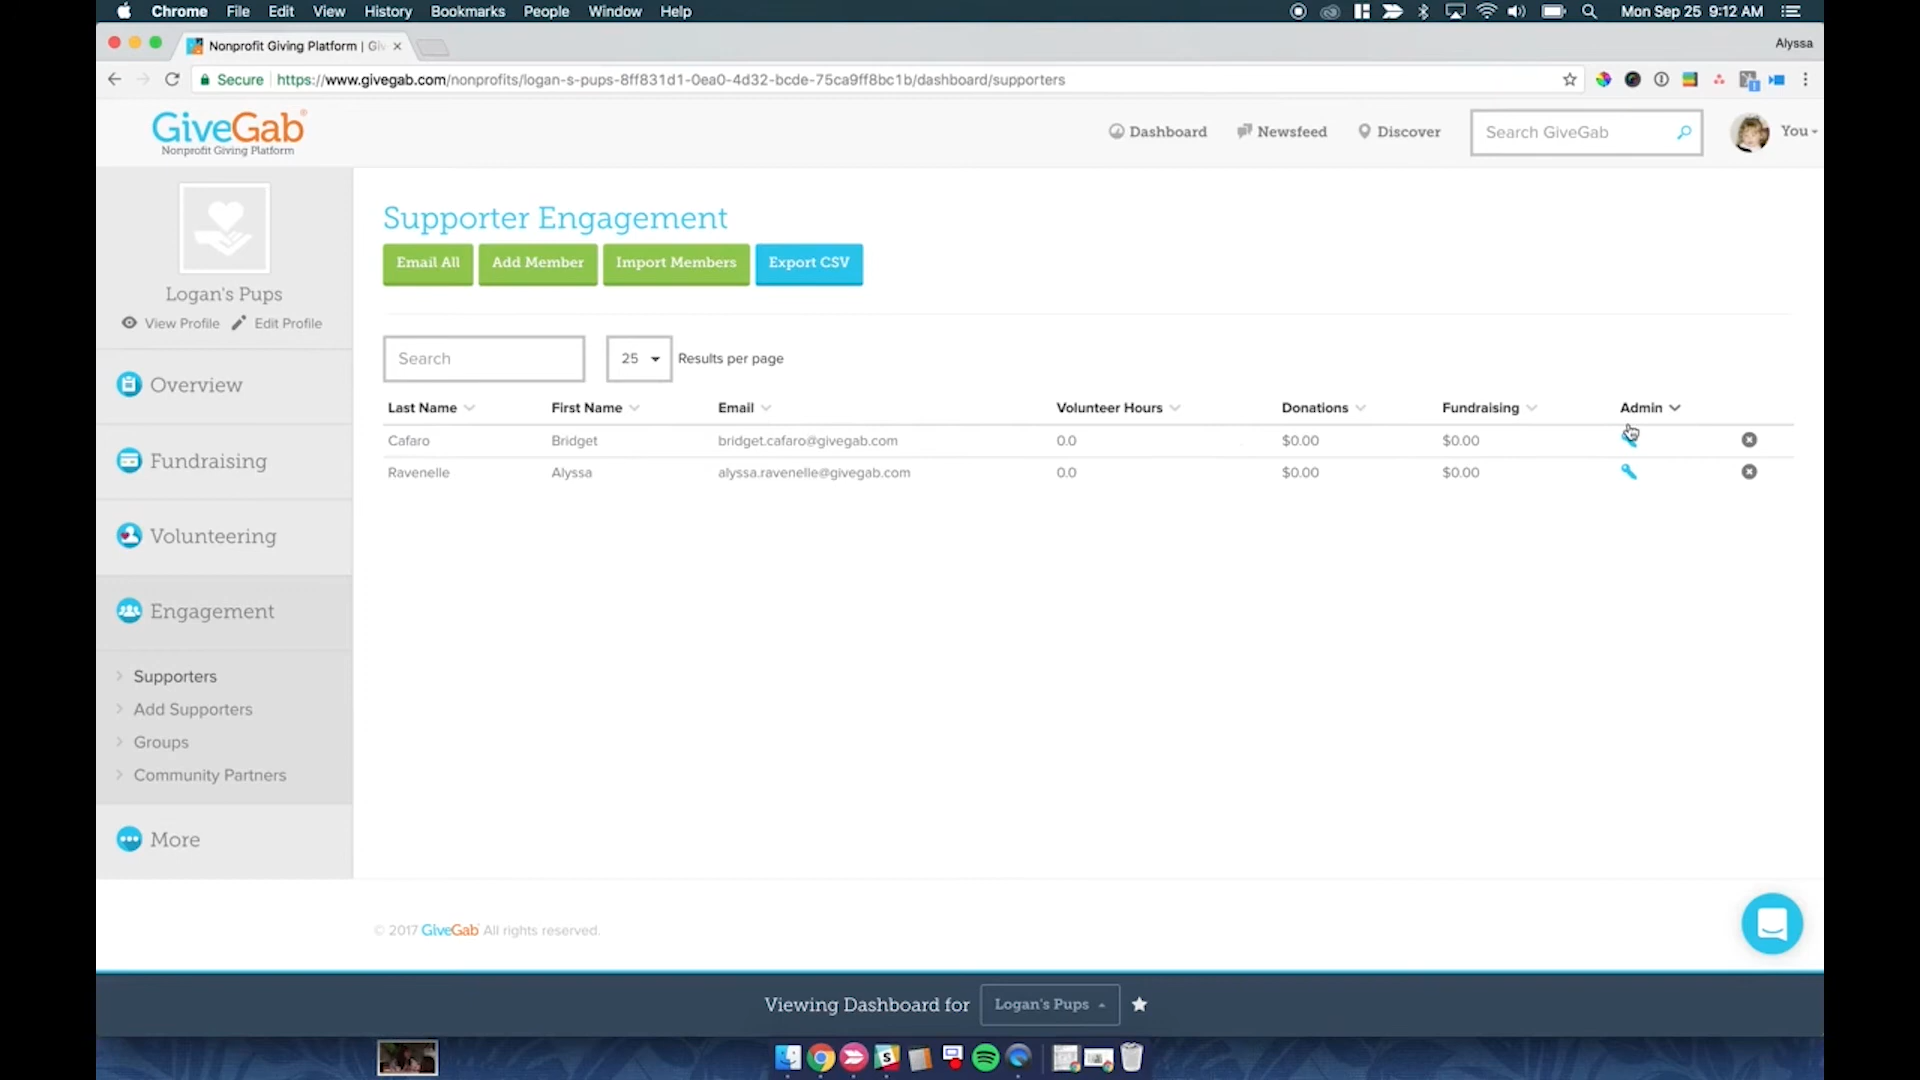 Chrome File Edit View History Bookmarks People Window Help Mon Sep 25 9:12 AM
Nonprofit Giving Platform | Giv Alyssa
Secure https://www.givegab.com/nonprofits/logan-s-pups-8ff831d1-0ea0-4d32-bcde-75ca9ff8bc1b/dashboard/supporters
GiveGab
Nonprofit Giving Platform
Dashboard Newsfeed Discover Search GiveGab You
Logan's Pups
View Profile Edit Profile
Overview
Fundraising
Volunteering
Engagement
Supporters
Add Supporters
Groups
Community Partners
More
Supporter Engagement
Email All Add Member Import Members Export CSV
Search 25 Results per page
Last Name First Name Email Volunteer Hours Donations Fundraising Admin
Cafaro Bridget bridget.cafaro@givegab.com 0.0 $0.00 $0.00
Ravenelle Alyssa alyssa.ravenelle@givegab.com 0.0 $0.00 $0.00
© 2017 GiveGab All rights reserved.
Viewing Dashboard for Logan's Pups